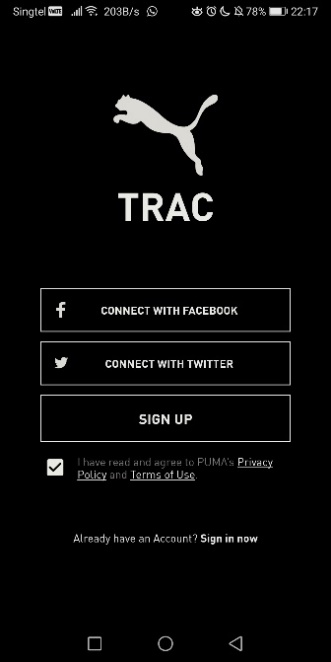 Singtel VoLTE 203B/s 78% 22:17
TRAC
CONNECT WITH FACEBOOK
CONNECT WITH TWITTER
SIGN UP
I have read and agree to PUMA's Privacy
Policy and Terms of Use.
Already have an Account? Sign in now